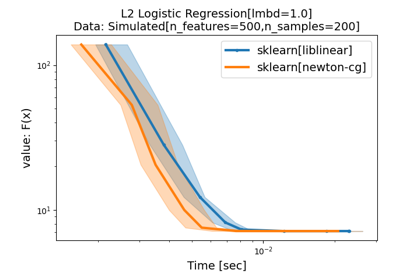 L2 Logistic Regression[lmbd=1.0]
Data: Simulated[n_features=500,n_samples=200]
sklearn[liblinear]
sklearn[newton-cg]
value: F(x)
10²
10¹
10⁻²
Time [sec]